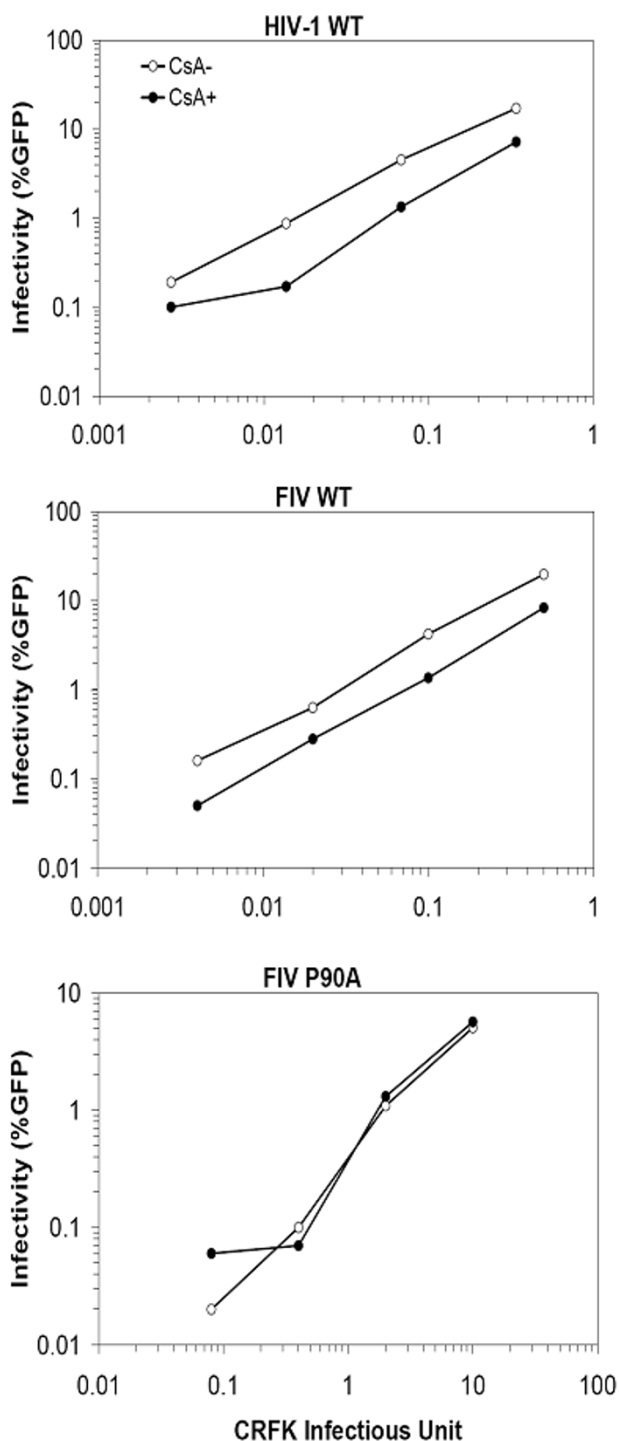 HIV-1 WT
100
CsA-
CsA+
10
1
0.1
0.01
Infectivity (%GFP)
0.001 0.01 0.1 1
FIV WT
100
10
1
0.1
0.01
Infectivity (%GFP)
0.001 0.01 0.1 1
FIV P90A
10
1
0.1
0.01
Infectivity (%GFP)
0.01 0.1 1 10 100
CRFK Infectious Unit